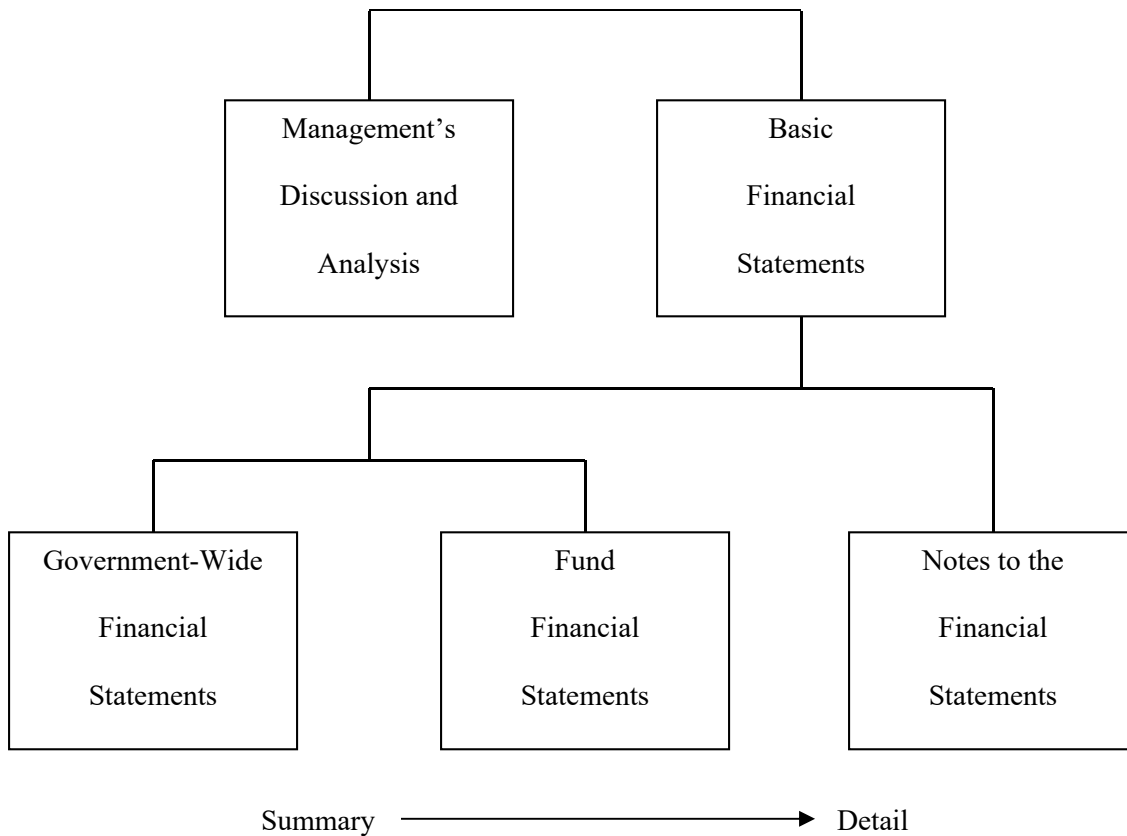 Management’s
Discussion and
Analysis
Basic
Financial
Statements
Government-Wide
Financial
Statements
Fund
Financial
Statements
Notes to the
Financial
Statements
Summary
Detail